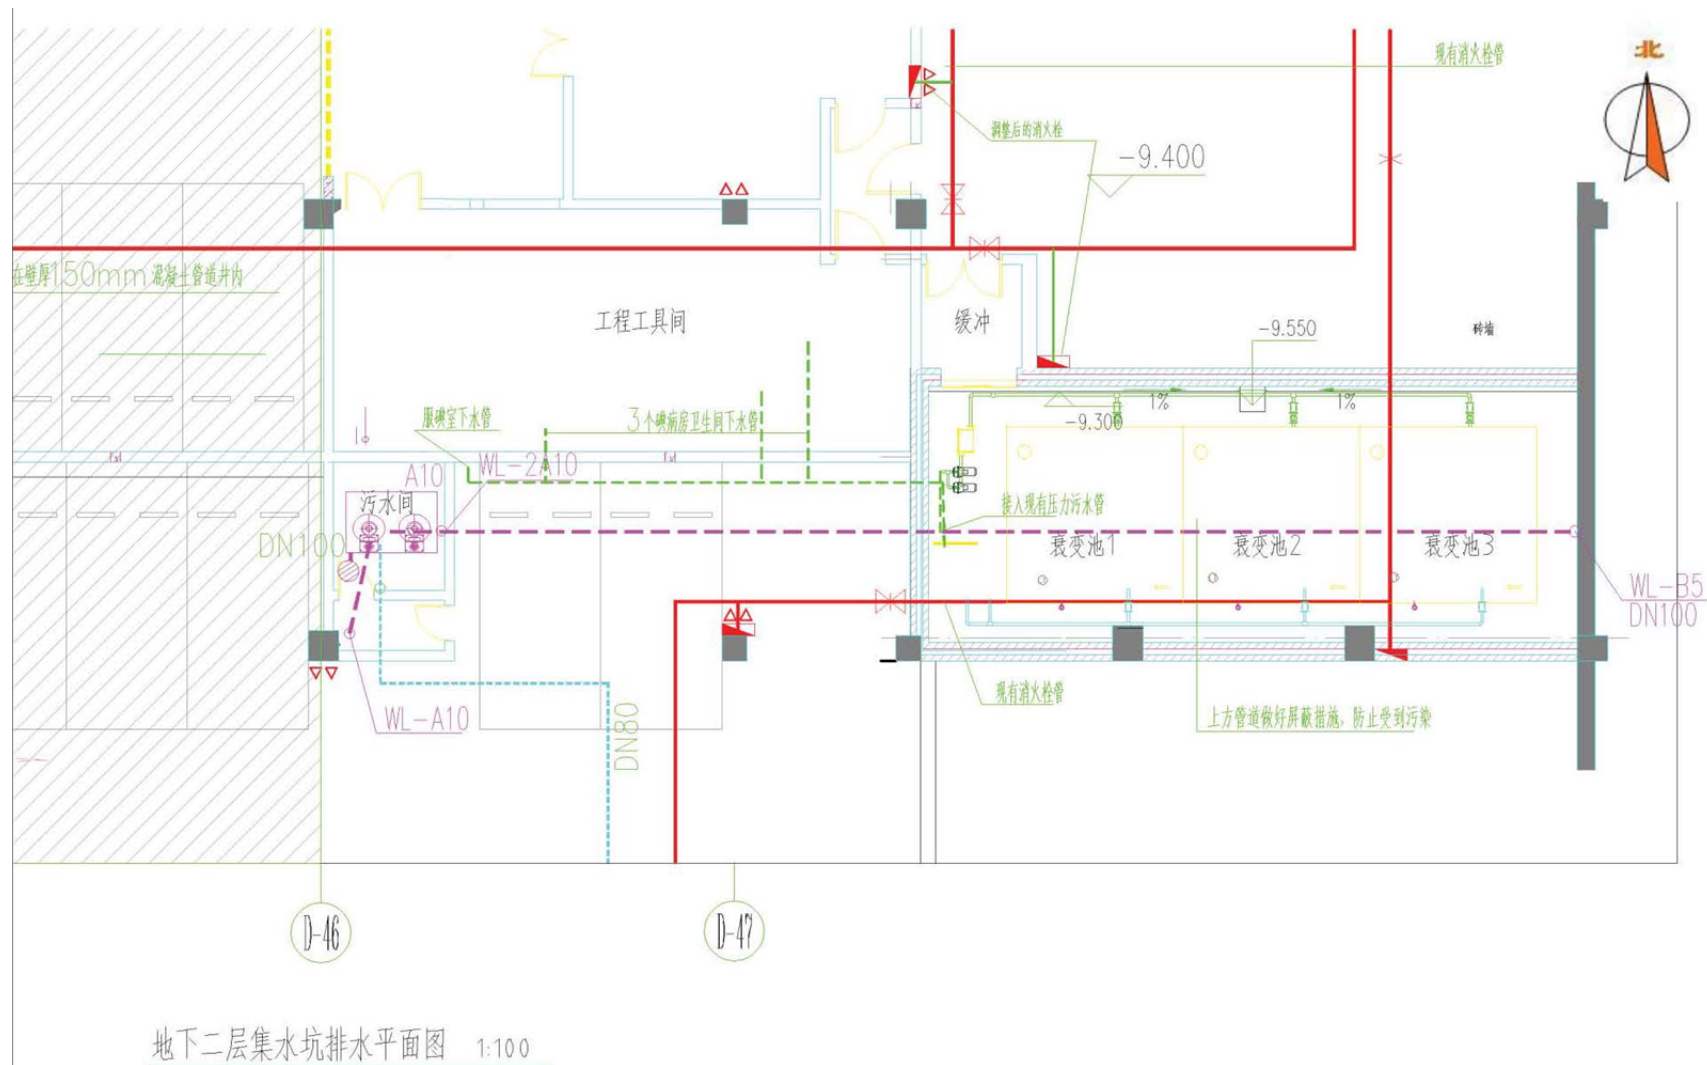 现有消火栓管
北
调整后的消火栓
-9.400
在壁厚150mm 混凝土管道井内
工程工具间
缓冲
-9.550
砖墙
1%
1%
-9.300
服碘室下水管
3个碘病房卫生间下水管
WL-2A10
A10
污水间
接入现有压力污水管
DN100
衰变池1
衰变池2
衰变池3
WL-B5
DN100
现有消火栓管
WL-A10
上方管道做好屏蔽措施，防止受到污染
DN80
D-46
D-47
地下二层集水坑排水平面图 1:100